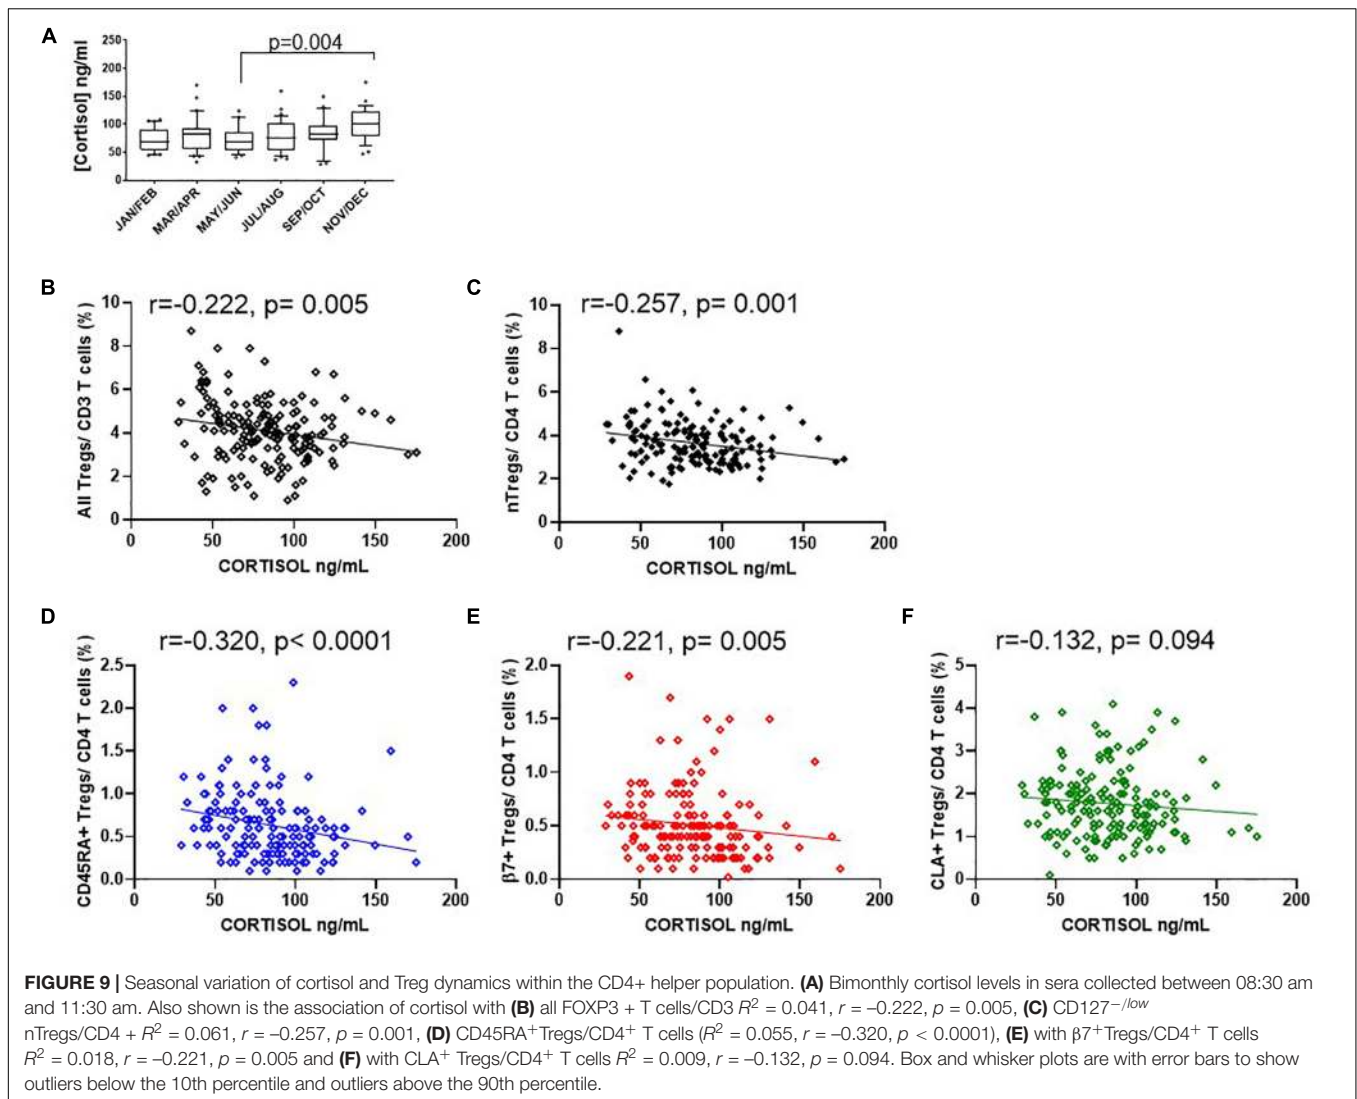 A
p=0.004
[Cortisol] ng/ml
250
200
150
100
50
0
JAN/FEB
MAR/APR
MAY/JUN
JUL/AUG
SEP/OCT
NOV/DEC
B
r=-0.222, p= 0.005
All Tregs/ CD3 T cells (%)
10
8
6
4
2
0
0
50
100
150
200
CORTISOL ng/mL
C
r=-0.257, p= 0.001
nTregs/ CD4 T cells (%)
10
8
6
4
2
0
0
50
100
150
200
CORTISOL ng/mL
D
r=-0.320, p< 0.0001
CD45RA+ Tregs/ CD4 T cells (%)
2.5
2.0
1.5
1.0
0.5
0.0
0
50
100
150
200
CORTISOL ng/mL
E
r=-0.221, p= 0.005
β7+ Tregs/ CD4 T cells (%)
2.0
1.5
1.0
0.5
0.0
0
50
100
150
200
CORTISOL ng/mL
F
r=-0.132, p= 0.094
CLA+ Tregs/ CD4 T cells (%)
5
4
3
2
1
0
0
50
100
150
200
CORTISOL ng/mL
FIGURE 9 | Seasonal variation of cortisol and Treg dynamics within the CD4+ helper population. (A) Bimonthly cortisol levels in sera collected between 08:30 am
and 11:30 am. Also shown is the association of cortisol with (B) all FOXP3 + T cells/CD3 R² = 0.041, r = –0.222, p = 0.005, (C) CD127⁻/low
nTregs/CD4 + R² = 0.061, r = –0.257, p = 0.001, (D) CD45RA⁺Tregs/CD4⁺ T cells (R² = 0.055, r = –0.320, p < 0.0001), (E) with β7⁺Tregs/CD4⁺ T cells
R² = 0.018, r = –0.221, p = 0.005 and (F) with CLA⁺ Tregs/CD4⁺ T cells R² = 0.009, r = –0.132, p = 0.094. Box and whisker plots are with error bars to show
outliers below the 10th percentile and outliers above the 90th percentile.